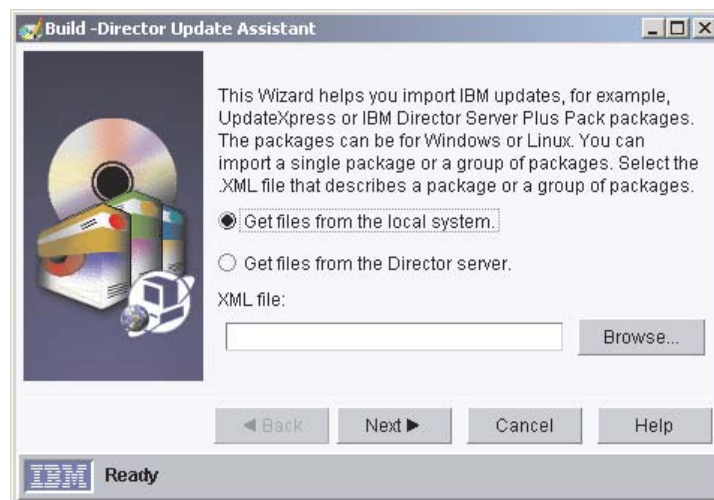 Build -Director Update Assistant
This Wizard helps you import IBM updates, for example,
UpdateXpress or IBM Director Server Plus Pack packages.
The packages can be for Windows or Linux. You can
import a single package or a group of packages. Select the
.XML file that describes a package or a group of packages.
Get files from the local system.
Get files from the Director server.
XML file:
Browse...
Back
Next
Cancel
Help
IBM
Ready